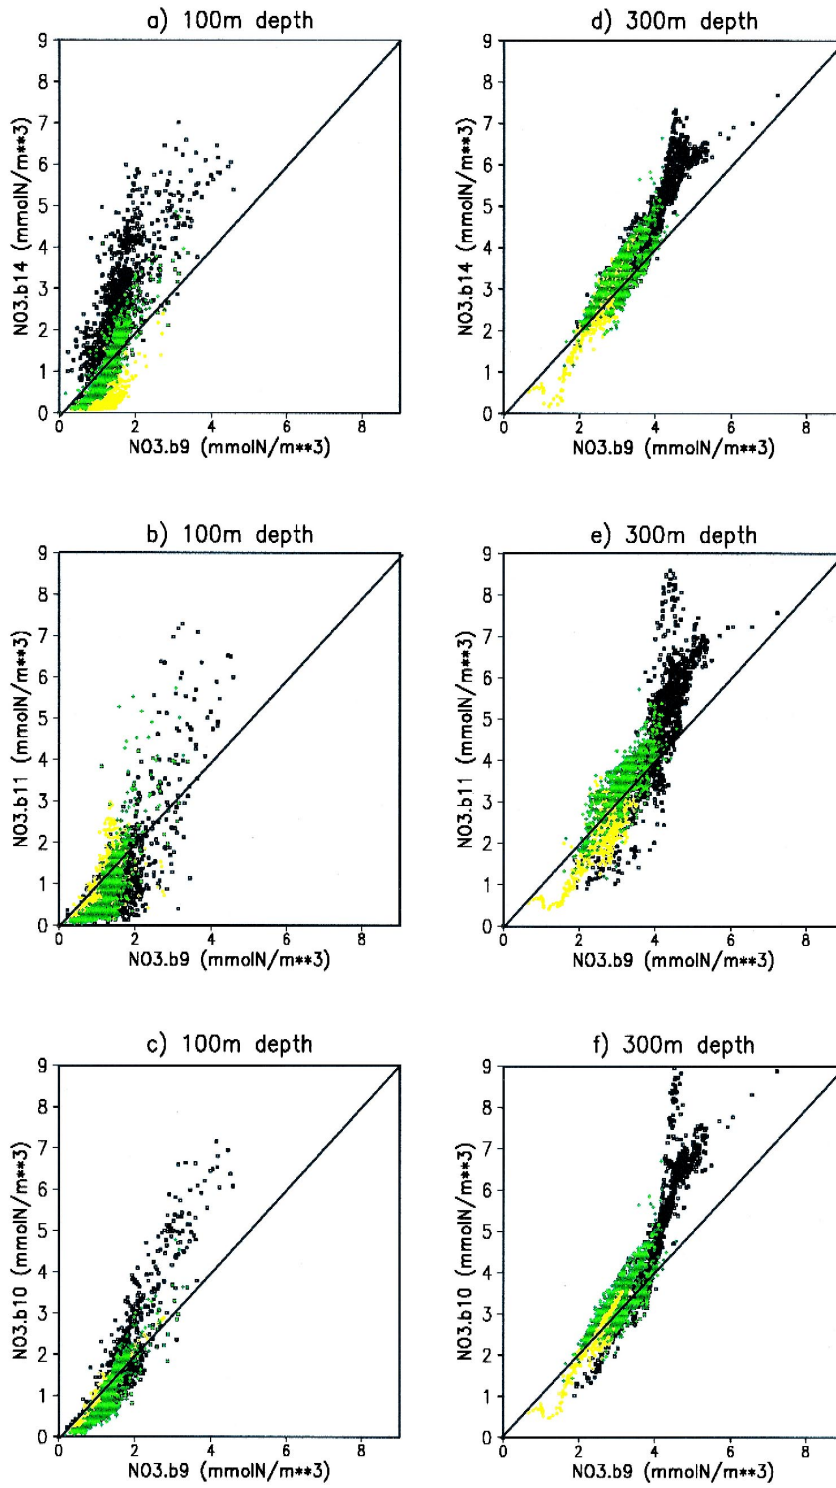 a) 100m depth
9
8
7
6
5
4
3
2
1
0
NO3.b14 (mmolN/m**3)
0 2 4 6 8
NO3.b9 (mmolN/m**3)
d) 300m depth
9
8
7
6
5
4
3
2
1
0
NO3.b14 (mmolN/m**3)
0 2 4 6 8
NO3.b9 (mmolN/m**3)
b) 100m depth
9
8
7
6
5
4
3
2
1
0
NO3.b11 (mmolN/m**3)
0 2 4 6 8
NO3.b9 (mmolN/m**3)
e) 300m depth
9
8
7
6
5
4
3
2
1
0
NO3.b11 (mmolN/m**3)
0 2 4 6 8
NO3.b9 (mmolN/m**3)
c) 100m depth
9
8
7
6
5
4
3
2
1
0
NO3.b10 (mmolN/m**3)
0 2 4 6 8
NO3.b9 (mmolN/m**3)
f) 300m depth
9
8
7
6
5
4
3
2
1
0
NO3.b10 (mmolN/m**3)
0 2 4 6 8
NO3.b9 (mmolN/m**3)